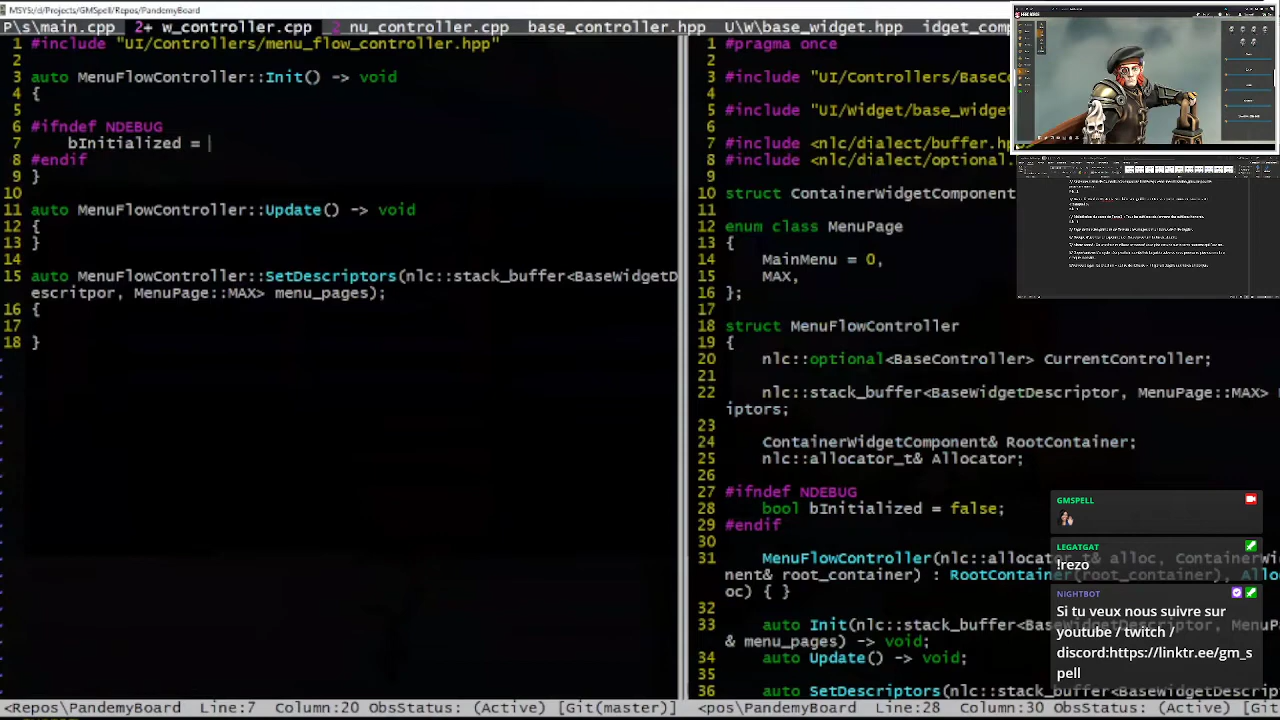 MSYS:/d/Projects/GMSpell/Repos/PandemyBoard
P\s\main.cpp 2+ w_controller.cpp 2 nu_controller.cpp base_controller.hpp U\W\base_widget.hpp
1 #include "UI/Controllers/menu_flow_controller.hpp"
2
3 auto MenuFlowController::Init() -> void
4 {
5
6 #ifndef NDEBUG
7 bInitialized =
8 #endif
9 }
10
11 auto MenuFlowController::Update() -> void
12 {
13 }
14
15 auto MenuFlowController::SetDescriptors(nlc::stack_buffer<BaseWidgetD
escritpor, MenuPage::MAX> menu_pages);
16 {
17
18 }
<Repos\PandemyBoard Line:7 Column:20 ObsStatus: (Active) [Git(master)]
1 #pragma once
2
3 #include "UI/Controllers/BaseC
4
5 #include "UI/Widget/base_widge
6
7 #include <nlc/dialect/buffer.h
8 #include <nlc/dialect/optional.
9
10 struct ContainerWidgetComponent
11
12 enum class MenuPage
13 {
14 MainMenu = 0,
15 MAX,
16 };
17
18 struct MenuFlowController
19 {
20 nlc::optional<BaseController> CurrentController;
21
22 nlc::stack_buffer<BaseWidgetDescriptor, MenuPage::MAX>
iptors;
23
24 ContainerWidgetComponent& RootContainer;
25 nlc::allocator_t& Allocator;
26
27 #ifndef NDEBUG
28 bool bInitialized = false;
29 #endif
30
31 MenuFlowController(nlc::allocator_t& alloc, ContainerWid
nent& root_container) : RootContainer(root_container), Alloc
oc) { }
32
33 auto Init(nlc::stack_buffer<BaseWidgetDescriptor, MenuP
& menu_pages) -> void;
34 auto Update() -> void;
35
36 auto SetDescriptors(nlc::stack_buffer<BaseWidgetDescrip
<pos\PandemyBoard Line:28 Column:30 ObsStatus: (Active) [Git(master)]
GMSPELL
LEGATGAT
!rezo
NIGHTBOT
Si tu veux nous suivre sur
youtube / twitch /
discord:https://linktr.ee/gm_s
pell